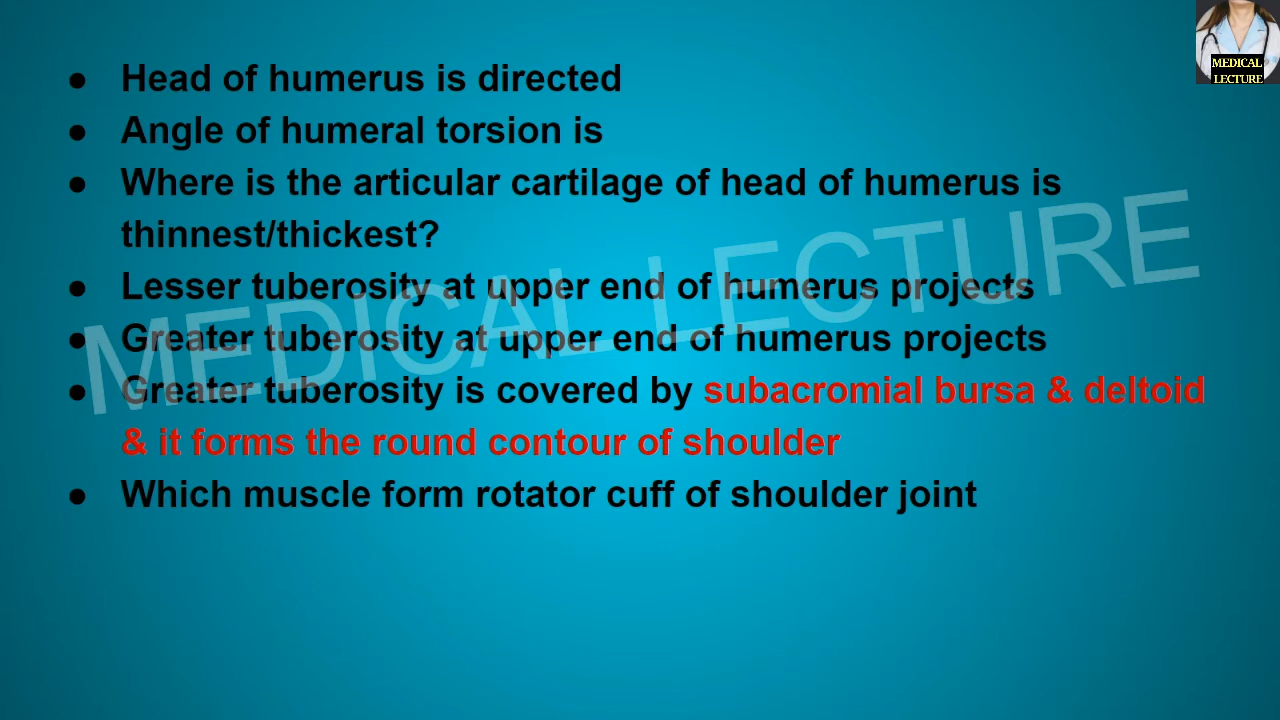 MEDICAL
LECTURE
● Head of humerus is directed
● Angle of humeral torsion is
● Where is the articular cartilage of head of humerus is
thinnest/thickest?
● Lesser tuberosity at upper end of humerus projects
● Greater tuberosity at upper end of humerus projects
● Greater tuberosity is covered by subacromial bursa & deltoid
& it forms the round contour of shoulder
● Which muscle form rotator cuff of shoulder joint
MEDICAL LECTURE